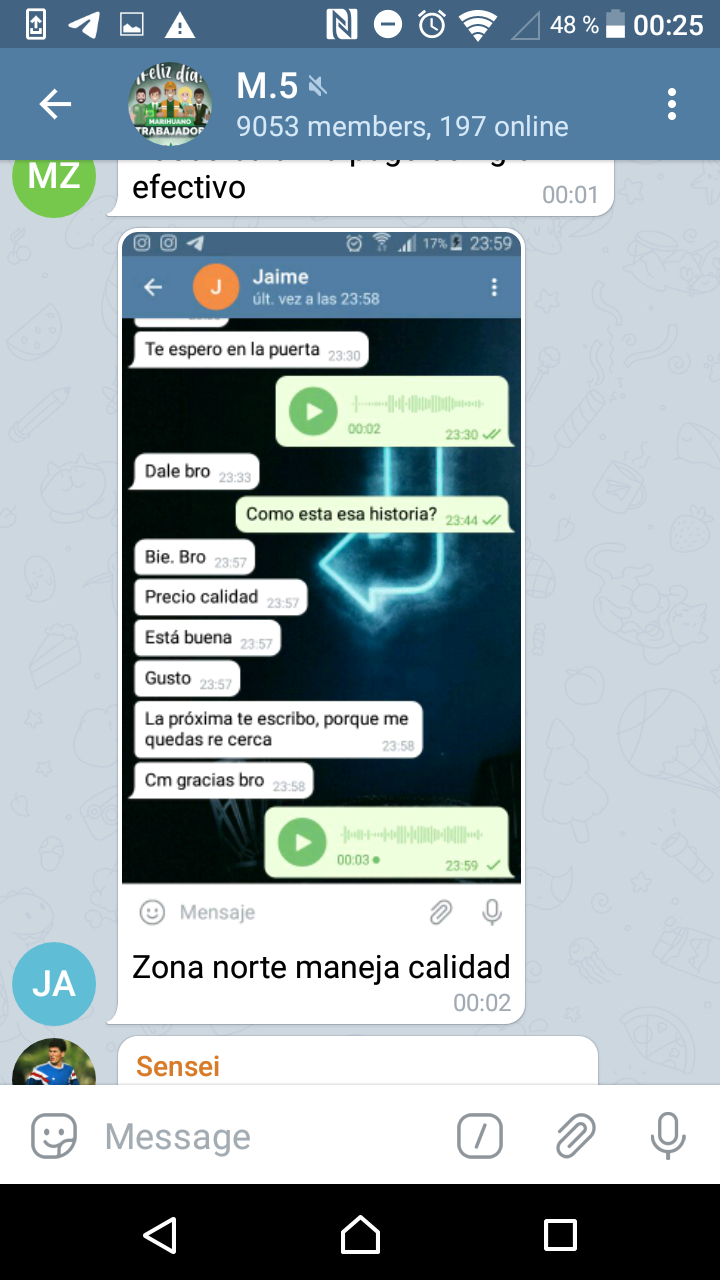 48 % 00:25
¡Feliz día!
MARIHUANO
TRABAJADOR
M.5
9053 members, 197 online
MZ
efectivo
00:01
17% 23:59
J
Jaime
últ. vez a las 23:58
Te espero en la puerta 23:30
00:02 23:30
Dale bro 23:33
Como esta esa historia? 23:44
Bie. Bro 23:57
Precio calidad 23:57
Está buena 23:57
Gusto 23:57
La próxima te escribo, porque me
quedas re cerca 23:58
Cm gracias bro 23:58
00:03 23:59
Mensaje
Zona norte maneja calidad
00:02
JA
Sensei
Message